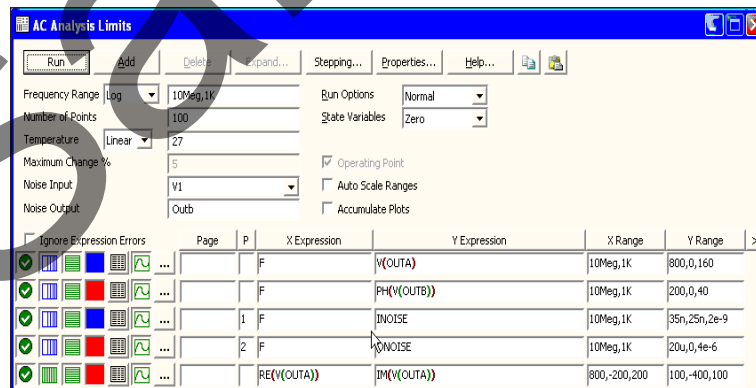 AC Analysis Limits
Run Add Delete Expand... Stepping... Properties... Help...
Frequency Range Log 10Meg,1K Run Options Normal
Number of Points 100 State Variables Zero
Temperature Linear 27
Maximum Change % 5 Operating Point
Noise Input V1 Auto Scale Ranges
Noise Output Outb Accumulate Plots
Ignore Expression Errors Page P X Expression Y Expression X Range Y Range >
... F V(OUTA) 10Meg,1K 800,0,160
... F PH(V(OUTB)) 10Meg,1K 200,0,40
... 1 F INOISE 10Meg,1K 35n,25n,2e-9
... 2 F ONOISE 10Meg,1K 20u,0,4e-6
... RE(V(OUTA)) IM(V(OUTA)) 800,-200,200 100,-400,100